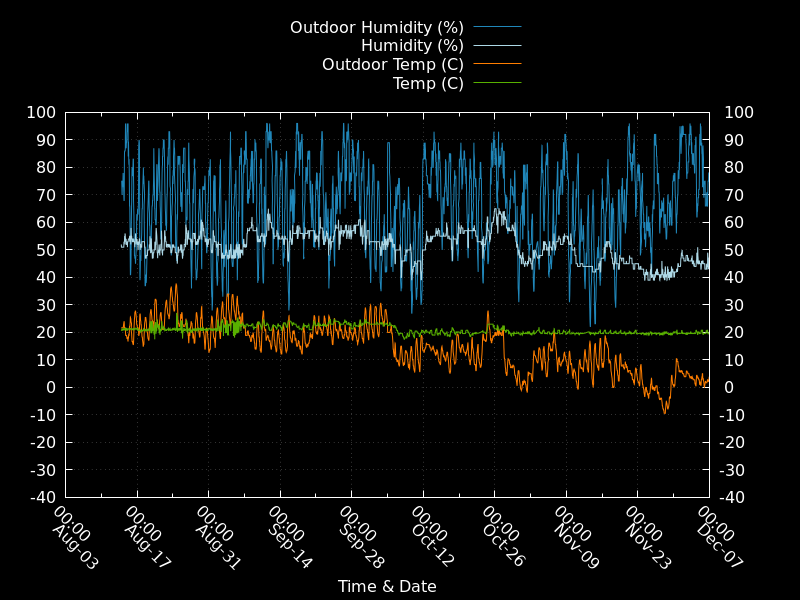 Outdoor Humidity (%)
Humidity (%)
Outdoor Temp (C)
Temp (C)
100 100
90 90
80 80
70 70
60 60
50 50
40 40
30 30
20 20
10 10
0 0
-10 -10
-20 -20
-30 -30
-40 -40
00:00 Aug-03
00:00 Aug-17
00:00 Aug-31
00:00 Sep-14
00:00 Sep-28
00:00 Oct-12
00:00 Oct-26
00:00 Nov-09
00:00 Nov-23
00:00 Dec-07
Time & Date